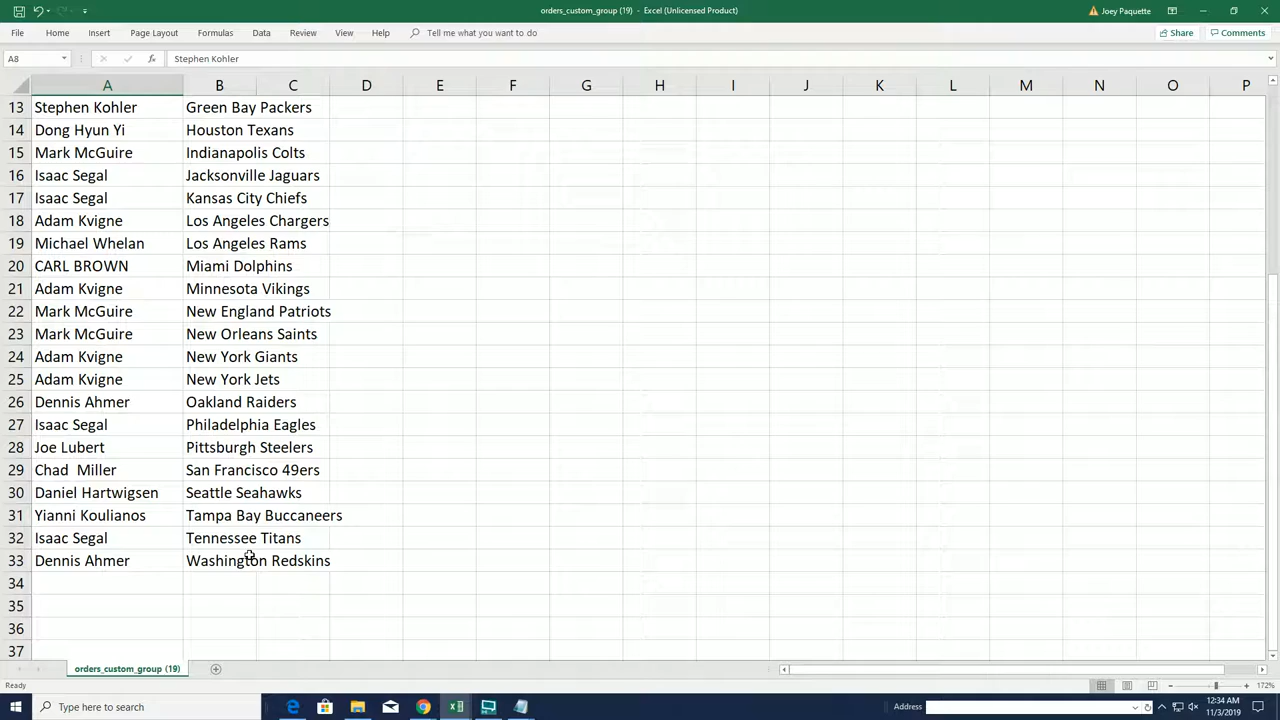 orders_custom_group (19) - Excel (Unlicensed Product)
Joey Paquette
File Home Insert Page Layout Formulas Data Review View Help Tell me what you want to do Share Comments
A8 fx Stephen Kohler
A B C D E F G H I J K L M N O P
13 Stephen Kohler Green Bay Packers
14 Dong Hyun Yi Houston Texans
15 Mark McGuire Indianapolis Colts
16 Isaac Segal Jacksonville Jaguars
17 Isaac Segal Kansas City Chiefs
18 Adam Kvigne Los Angeles Chargers
19 Michael Whelan Los Angeles Rams
20 CARL BROWN Miami Dolphins
21 Adam Kvigne Minnesota Vikings
22 Mark McGuire New England Patriots
23 Mark McGuire New Orleans Saints
24 Adam Kvigne New York Giants
25 Adam Kvigne New York Jets
26 Dennis Ahmer Oakland Raiders
27 Isaac Segal Philadelphia Eagles
28 Joe Lubert Pittsburgh Steelers
29 Chad  Miller San Francisco 49ers
30 Daniel Hartwigsen Seattle Seahawks
31 Yianni Koulianos Tampa Bay Buccaneers
32 Isaac Segal Tennessee Titans
33 Dennis Ahmer Washington Redskins
34
35
36
37
orders_custom_group (19)
Ready 172%
Type here to search Address 12:34 AM
11/3/2019